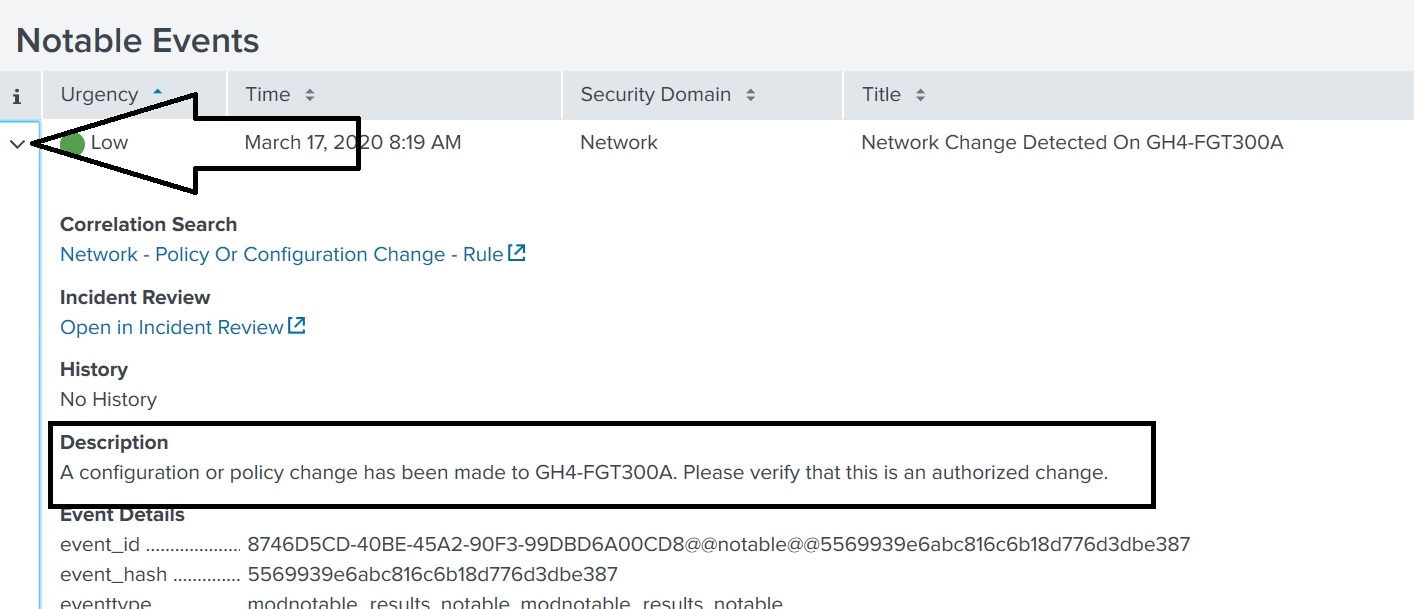 Notable Events
i Urgency Time Security Domain Title
Low March 17, 2020 8:19 AM Network Network Change Detected On GH4-FGT300A
Correlation Search
Network - Policy Or Configuration Change - Rule
Incident Review
Open in Incident Review
History
No History
Description
A configuration or policy change has been made to GH4-FGT300A. Please verify that this is an authorized change.
Event Details
event_id .................... 8746D5CD-40BE-45A2-90F3-99DBD6A00CD8@@notable@@5569939e6abc816c6b18d776d3dbe387
event_hash .............. 5569939e6abc816c6b18d776d3dbe387
eventtype modnotable_results notable modnotable_results notable